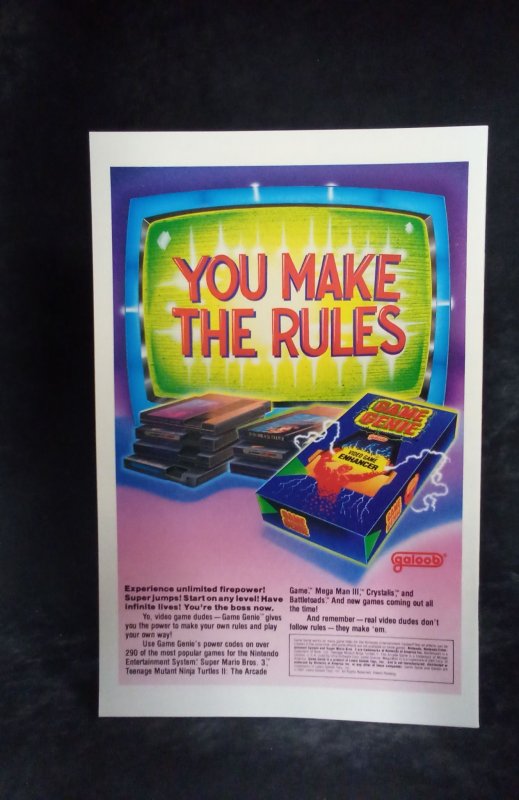 YOU MAKE
THE RULES
GAME
GENIE
galoob
VIDEO GAME
ENHANCER
GAME
GENIE
galoob®
Experience unlimited firepower!
Super jumps! Start on any level! Have
infinite lives! You're the boss now.
Yo, video game dudes — Game Genie™ gives
you the power to make your own rules and play
your own way!
Use Game Genie's power codes on over
290 of the most popular games for the Nintendo
Entertainment System,® Super Mario Bros. 3,™
Teenage Mutant Ninja Turtles II: The Arcade
Game,™ Mega Man III,™ Crystalis,™ and
Battletoads.™ And new games coming out all
the time!
And remember — real video dudes don't
follow rules — they make 'em.